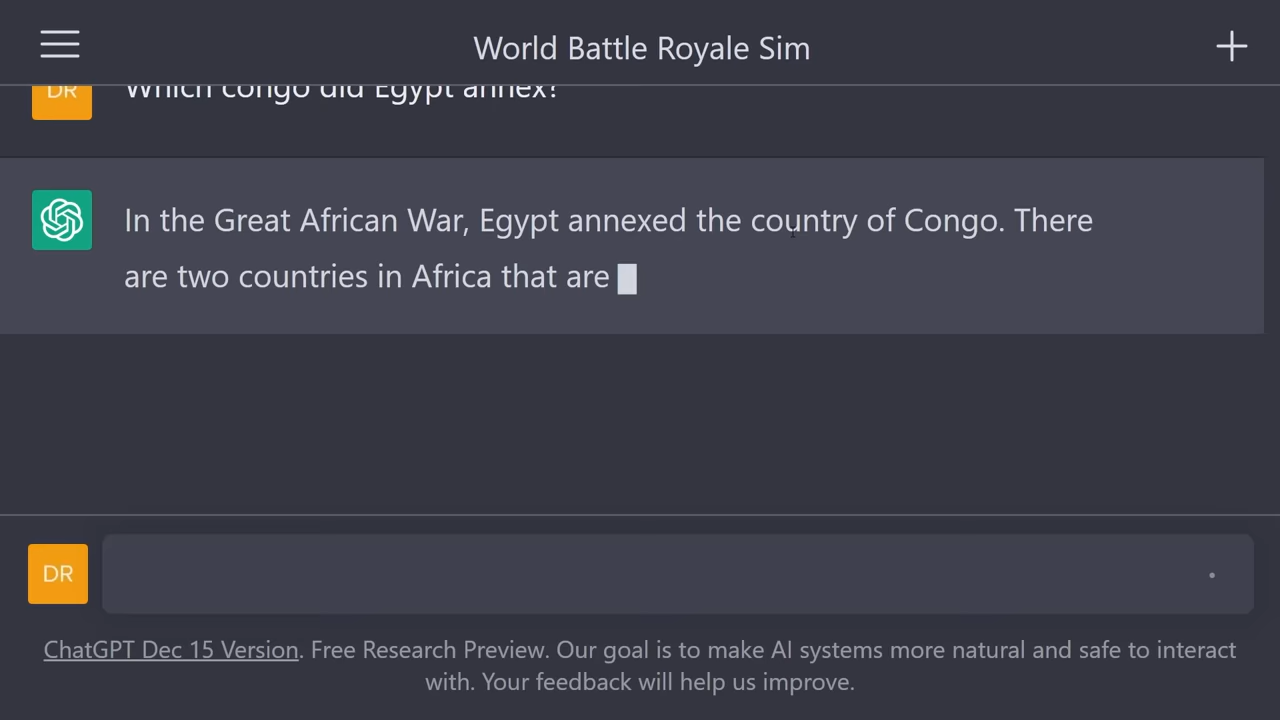 World Battle Royale Sim
DR
Which congo did Egypt annex?
In the Great African War, Egypt annexed the country of Congo. There
are two countries in Africa that are
DR
ChatGPT Dec 15 Version. Free Research Preview. Our goal is to make AI systems more natural and safe to interact
with. Your feedback will help us improve.